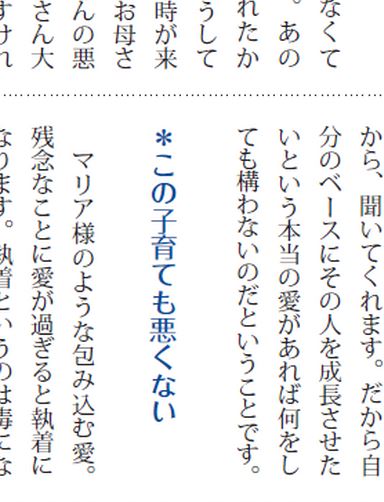 なくて
。あの
れたか
うして
時が来
お母さ
んの悪
さん大
すけれ
から、聞いてくれます。だから自
分のベースにその人を成長させた
いという本当の愛があれば何をし
ても構わないのだということです。
＊この子育ても悪くない
マリア様のような包み込む愛。
残念なことに愛が過ぎると執着に
なります。執着というのは毒にな